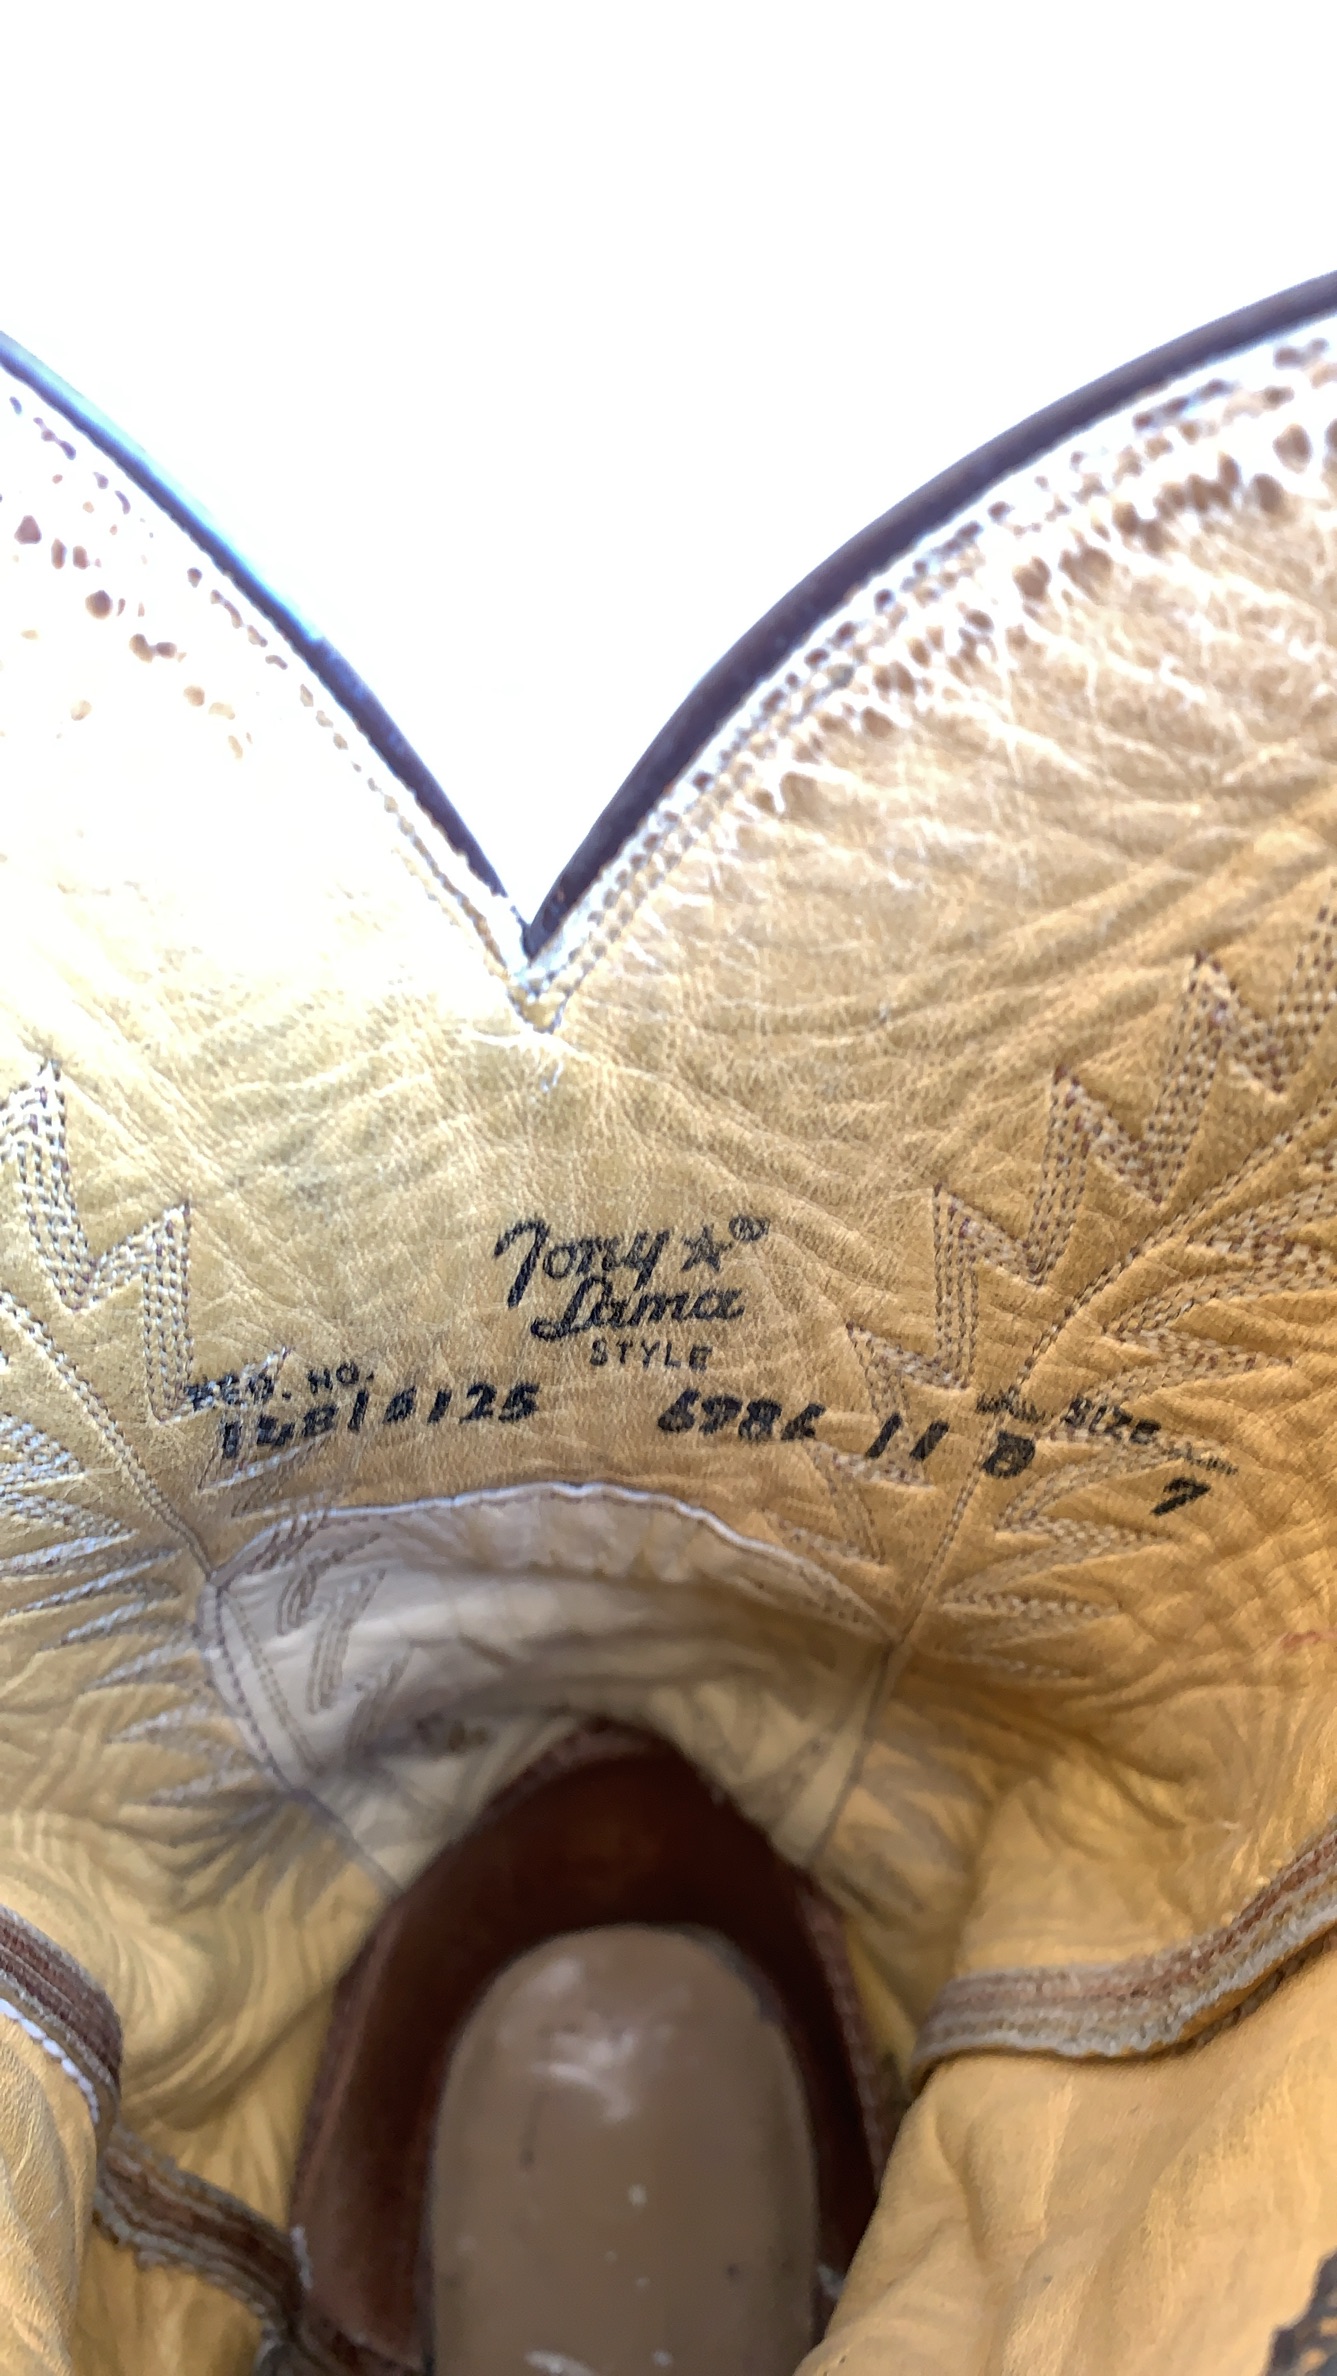 Tony ★®
Lama
STYLE
REG. NO. SIZE
6986 11 B 7